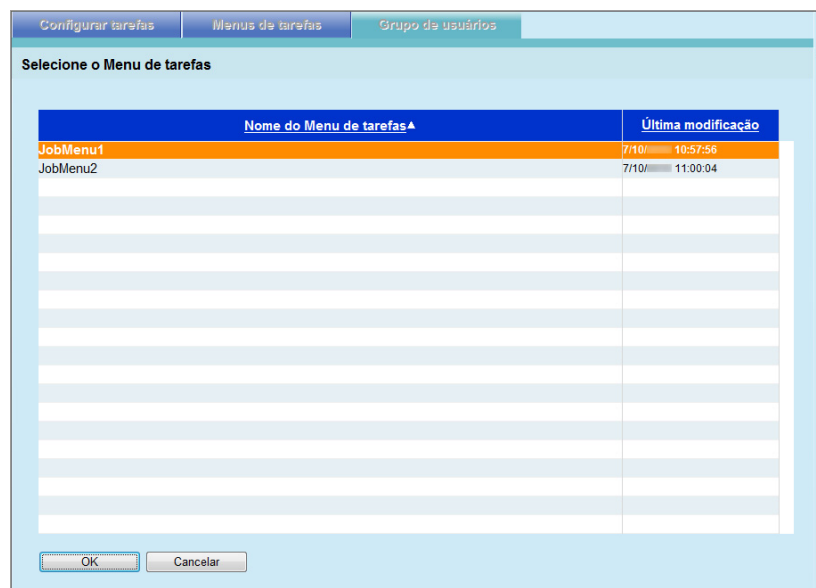 Configurar tarefas Menus de tarefas Grupo de usuários
Selecione o Menu de tarefas
Nome do Menu de tarefas▲ Última modificação
JobMenu1 7/10/ 10:57:56
JobMenu2 7/10/ 11:00:04
OK Cancelar